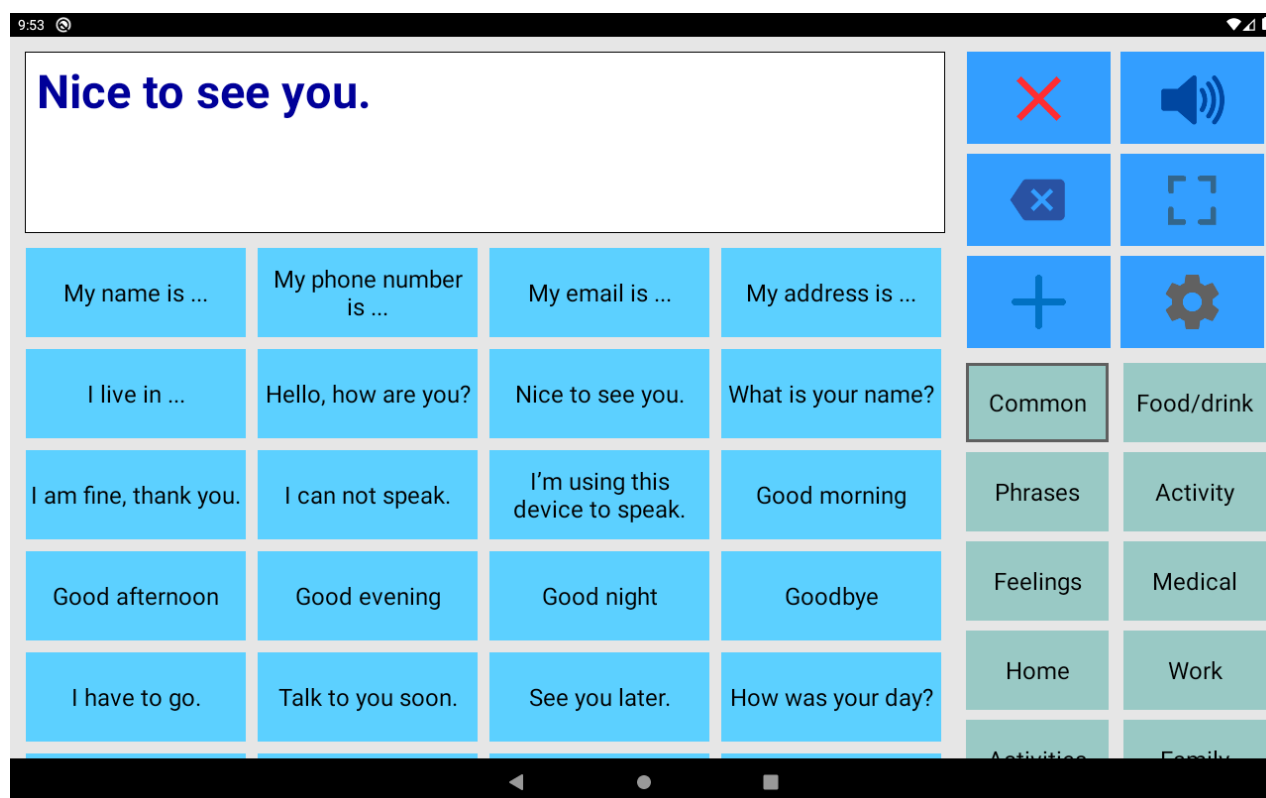 9:53
Nice to see you.
My name is ...
My phone number
is ...
My email is ...
My address is ...
I live in ...
Hello, how are you?
Nice to see you.
What is your name?
I am fine, thank you.
I can not speak.
I’m using this
device to speak.
Good morning
Good afternoon
Good evening
Good night
Goodbye
I have to go.
Talk to you soon.
See you later.
How was your day?
Common
Food/drink
Phrases
Activity
Feelings
Medical
Home
Work
Activities
Family